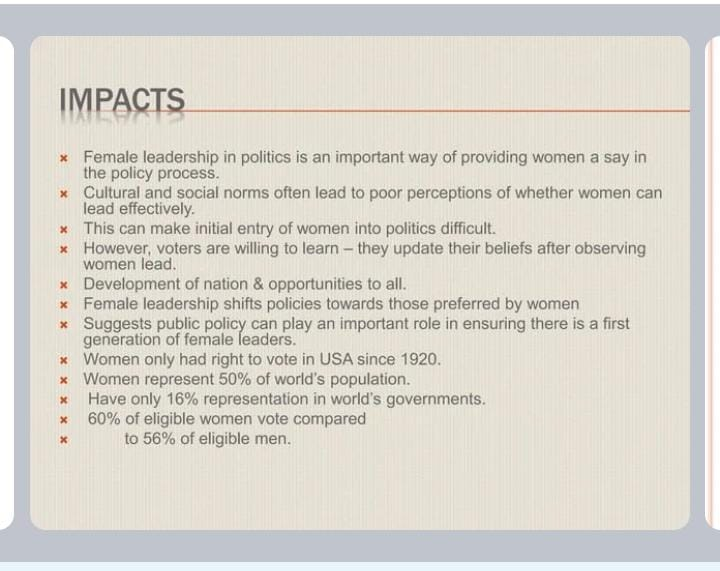 IMPACTS
× Female leadership in politics is an important way of providing women a say in
the policy process.
× Cultural and social norms often lead to poor perceptions of whether women can
lead effectively.
× This can make initial entry of women into politics difficult.
× However, voters are willing to learn – they update their beliefs after observing
women lead.
× Development of nation & opportunities to all.
× Female leadership shifts policies towards those preferred by women
× Suggests public policy can play an important role in ensuring there is a first
generation of female leaders.
× Women only had right to vote in USA since 1920.
× Women represent 50% of world's population.
× Have only 16% representation in world's governments.
× 60% of eligible women vote compared
× to 56% of eligible men.